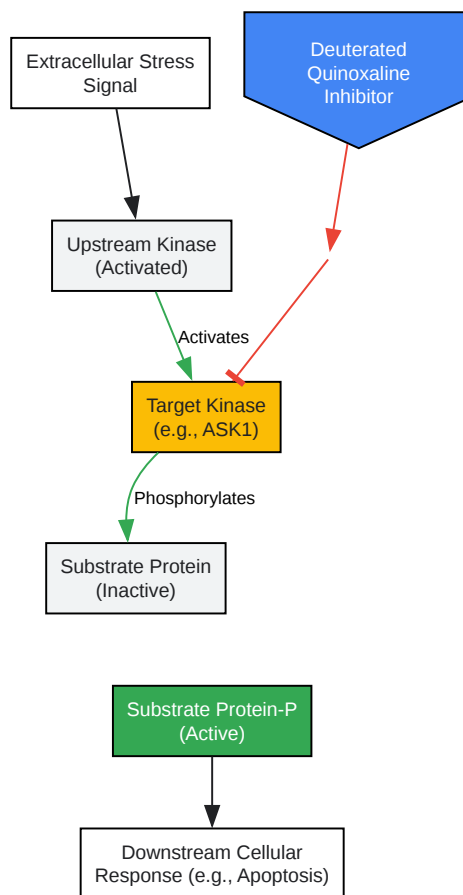 Extracellular Stress
Signal
Deuterated
Quinoxaline
Inhibitor
Upstream Kinase
(Activated)
Activates
Target Kinase
(e.g., ASK1)
Phosphorylates
Substrate Protein
(Inactive)
Substrate Protein-P
(Active)
Downstream Cellular
Response (e.g., Apoptosis)